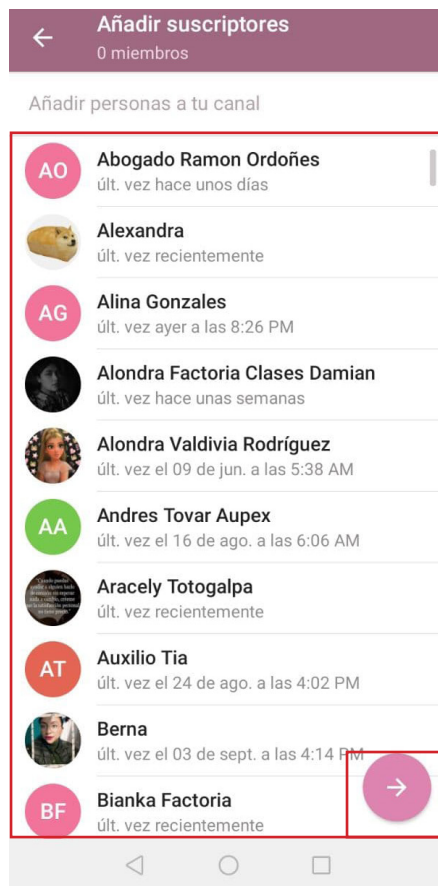 Añadir suscriptores
0 miembros
Añadir personas a tu canal
AO
Abogado Ramon Ordoñes
últ. vez hace unos días
Alexandra
últ. vez recientemente
AG
Alina Gonzales
últ. vez ayer a las 8:26 PM
Alondra Factoria Clases Damian
últ. vez hace unas semanas
Alondra Valdivia Rodríguez
últ. vez el 09 de jun. a las 5:38 AM
AA
Andres Tovar Aupex
últ. vez el 16 de ago. a las 6:06 AM
Aracely Totogalpa
últ. vez recientemente
AT
Auxilio Tia
últ. vez el 24 de ago. a las 4:02 PM
Berna
últ. vez el 03 de sept. a las 4:14 PM
BF
Bianka Factoria
últ. vez recientemente